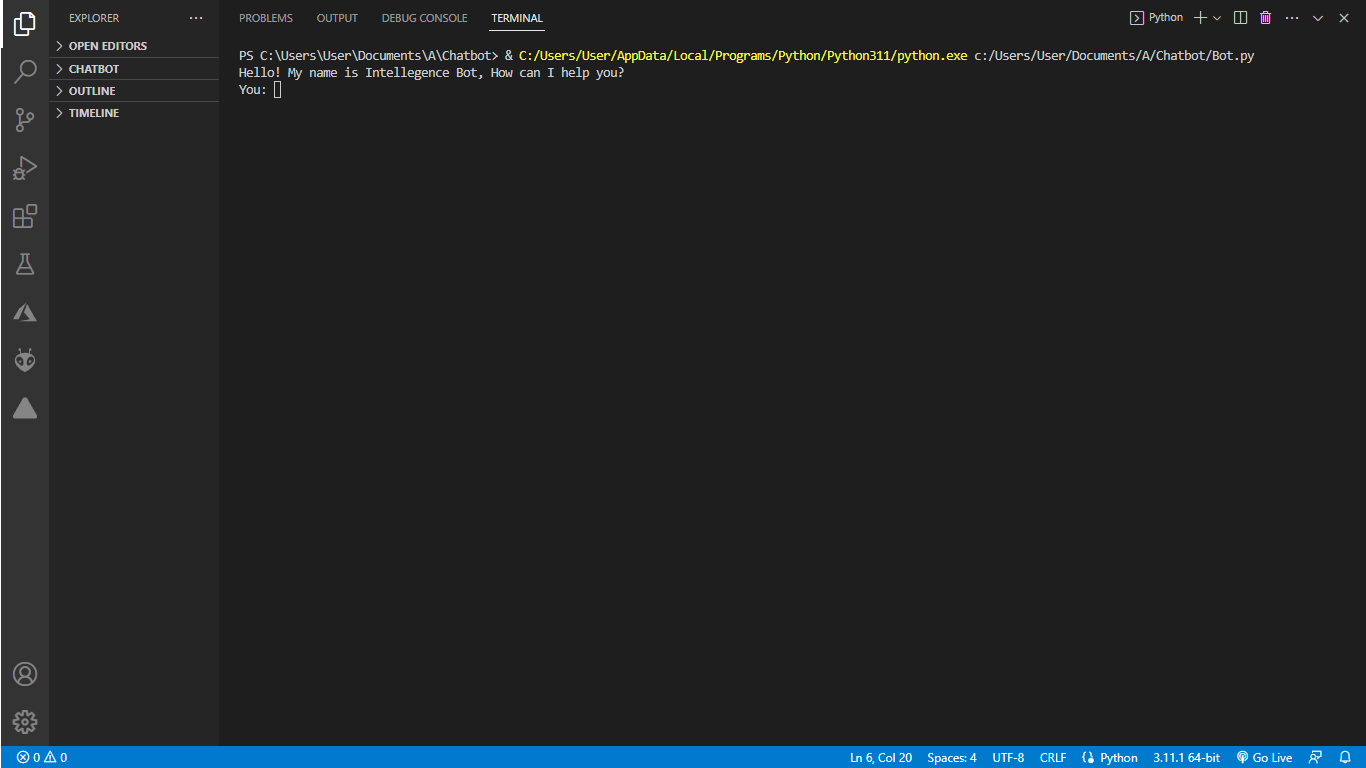 EXPLORER
PROBLEMS OUTPUT DEBUG CONSOLE TERMINAL
Python
OPEN EDITORS
CHATBOT
OUTLINE
TIMELINE
PS C:\Users\User\Documents\A\Chatbot> & C:/Users/User/AppData/Local/Programs/Python/Python311/python.exe c:/Users/User/Documents/A/Chatbot/Bot.py
Hello! My name is Intellegence Bot, How can I help you?
You:
0 0
Ln 6, Col 20 Spaces: 4 UTF-8 CRLF Python 3.11.1 64-bit Go Live